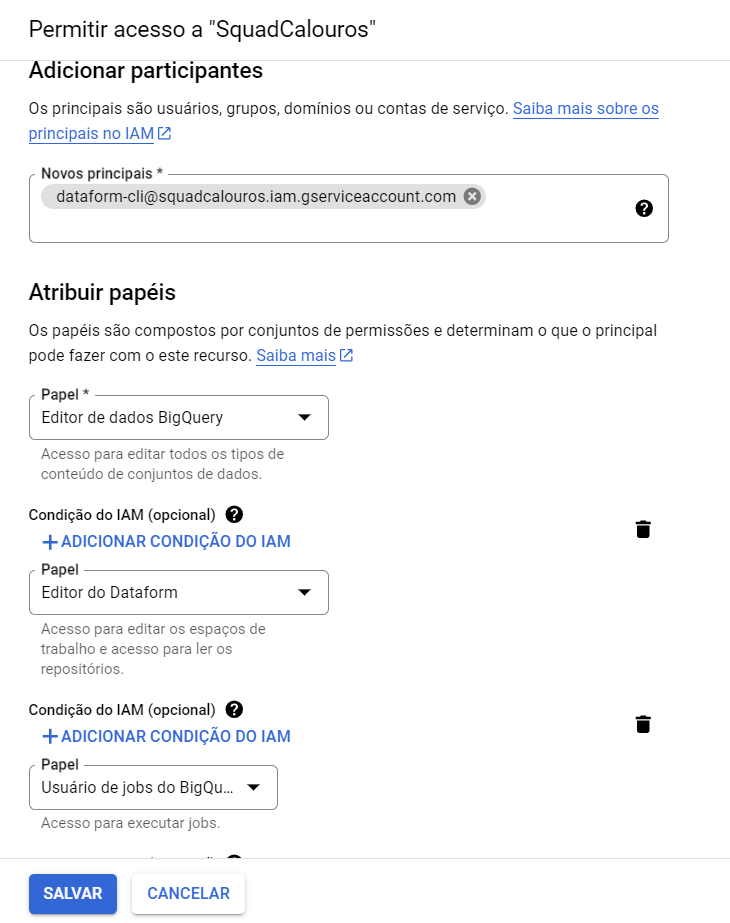 Permitir acesso a "SquadCalouros"
Adicionar participantes
Os principais são usuários, grupos, domínios ou contas de serviço. Saiba mais sobre os
principais no IAM
Novos principais *
dataform-cli@squadcalouros.iam.gserviceaccount.com
Atribuir papéis
Os papéis são compostos por conjuntos de permissões e determinam o que o principal
pode fazer com o este recurso. Saiba mais
Papel *
Editor de dados BigQuery
Acesso para editar todos os tipos de
conteúdo de conjuntos de dados.
Condição do IAM (opcional)
ADICIONAR CONDIÇÃO DO IAM
Papel
Editor do Dataform
Acesso para editar os espaços de
trabalho e acesso para ler os
repositórios.
Condição do IAM (opcional)
ADICIONAR CONDIÇÃO DO IAM
Papel
Usuário de jobs do BigQu...
Acesso para executar jobs.
SALVAR
CANCELAR